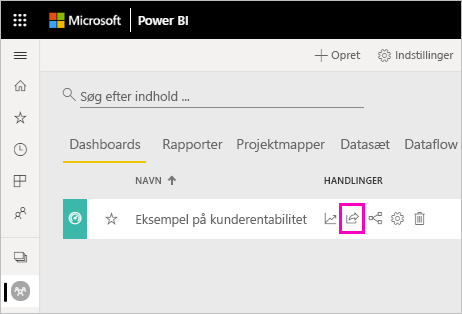 Microsoft Power BI
Opret Indstillinger
Søg efter indhold ...
Dashboards Rapporter Projektmapper Datasæt Dataflow
NAVN HANDLINGER
Eksempel på kunderentabilitet